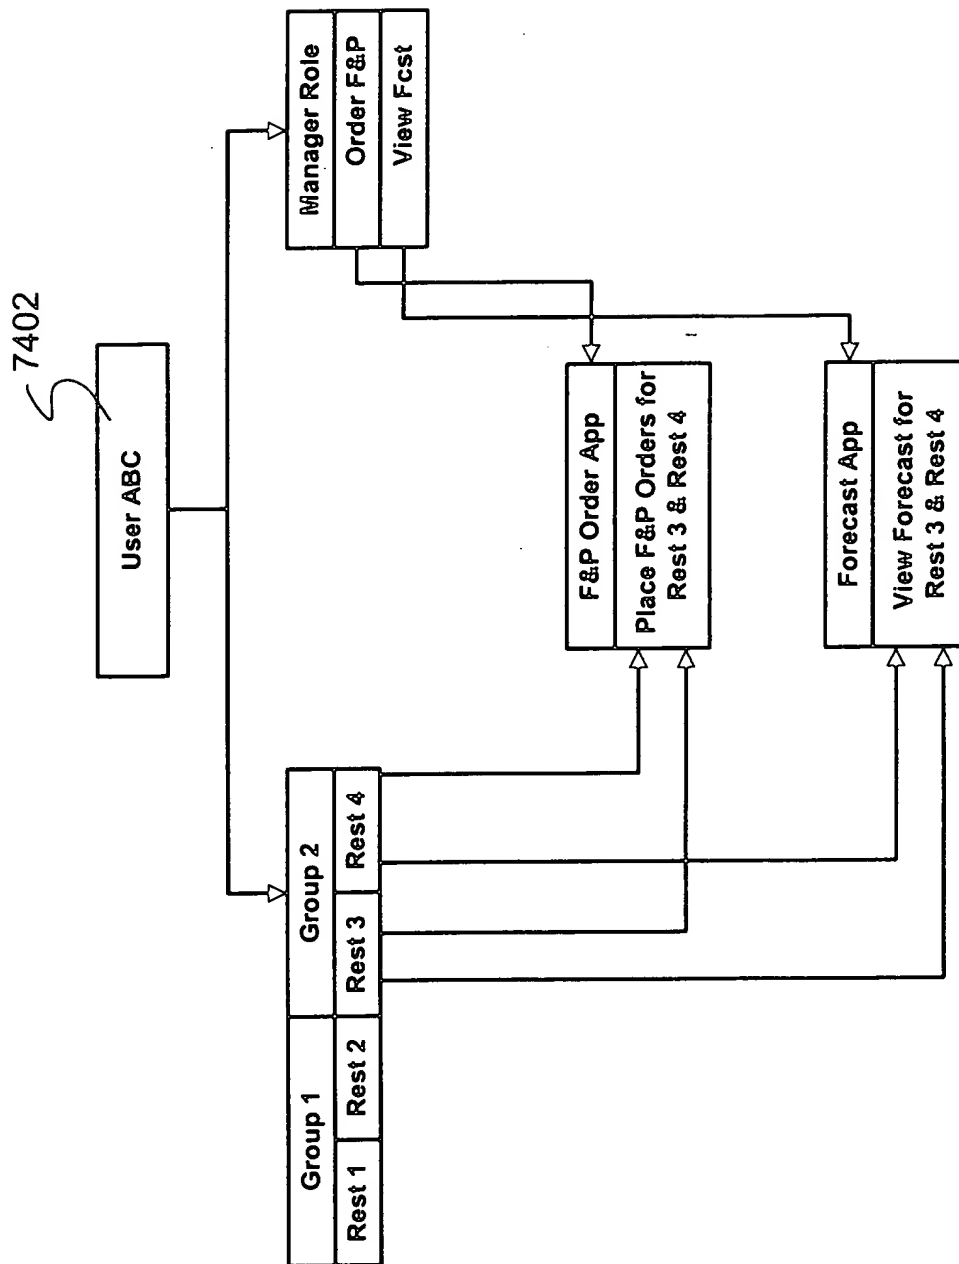 7402
User ABC
Group 1
Group 2
Rest 1
Rest 2
Rest 3
Rest 4
Manager Role
Order F&P
View Fcst
F&P Order App
Place F&P Orders for
Rest 3 & Rest 4
Forecast App
View Forecast for
Rest 3 & Rest 4